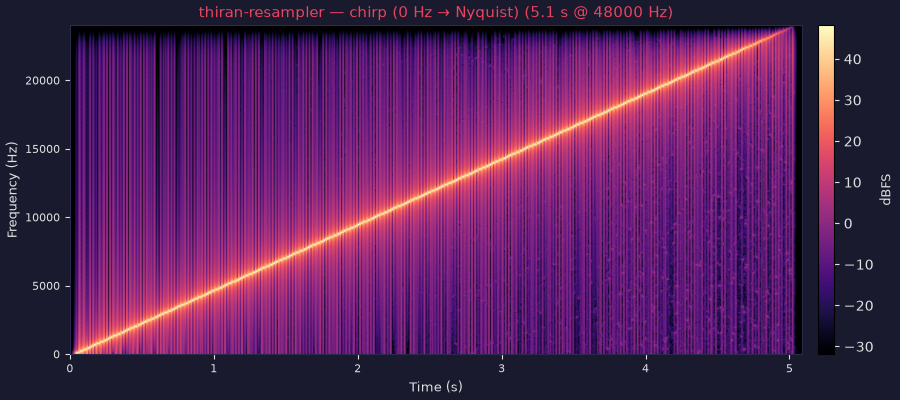 thiran-resampler — chirp (0 Hz → Nyquist) (5.1 s @ 48000 Hz)
Frequency (Hz)
20000
15000
10000
5000
0
0 1 2 3 4 5
Time (s)
40
30
20
10
0
−10
−20
−30
dBFS